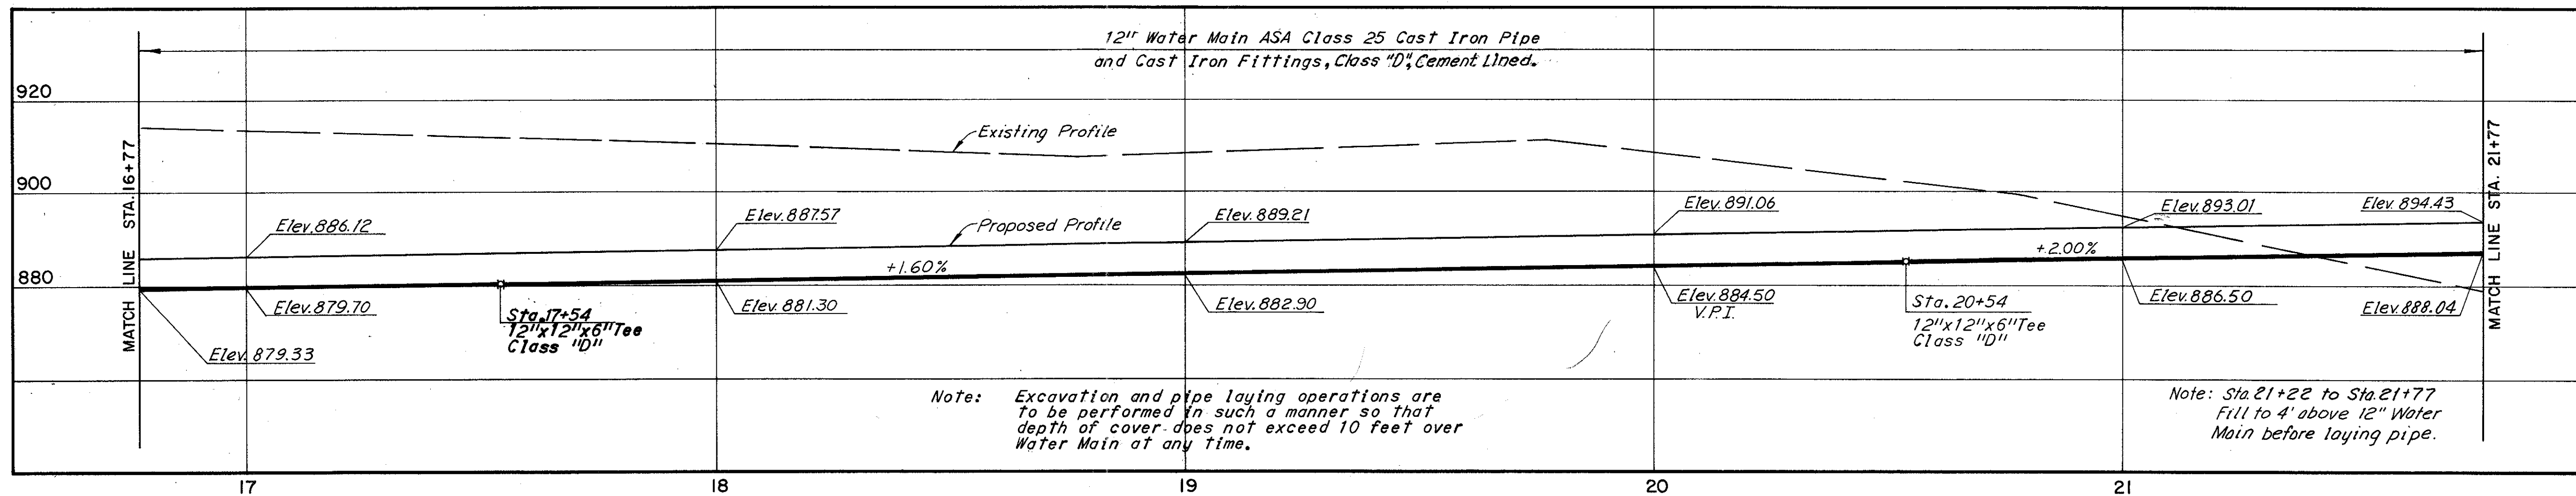 12" Water Main ASA Class 25 Cast Iron Pipe
and Cast Iron Fittings, Class "D", Cement Lined.
920
900
880
MATCH LINE STA. 16+77
MATCH LINE STA. 21+77
Existing Profile
Proposed Profile
Elev. 886.12
Elev. 887.57
Elev. 889.21
Elev. 891.06
Elev. 893.01
Elev. 894.43
+1.60%
+2.00%
Elev. 879.33
Elev. 879.70
Sta. 17+54
12"x12"x6" Tee
Class "D"
Elev. 881.30
Elev. 882.90
Elev. 884.50
V.P.I.
Sta. 20+54
12"x12"x6" Tee
Class "D"
Elev. 886.50
Elev. 888.04
Note: Excavation and pipe laying operations are
to be performed in such a manner so that
depth of cover does not exceed 10 feet over
Water Main at any time.
Note: Sta. 21+22 to Sta. 21+77
Fill to 4' above 12" Water
Main before laying pipe.
17
18
19
20
21